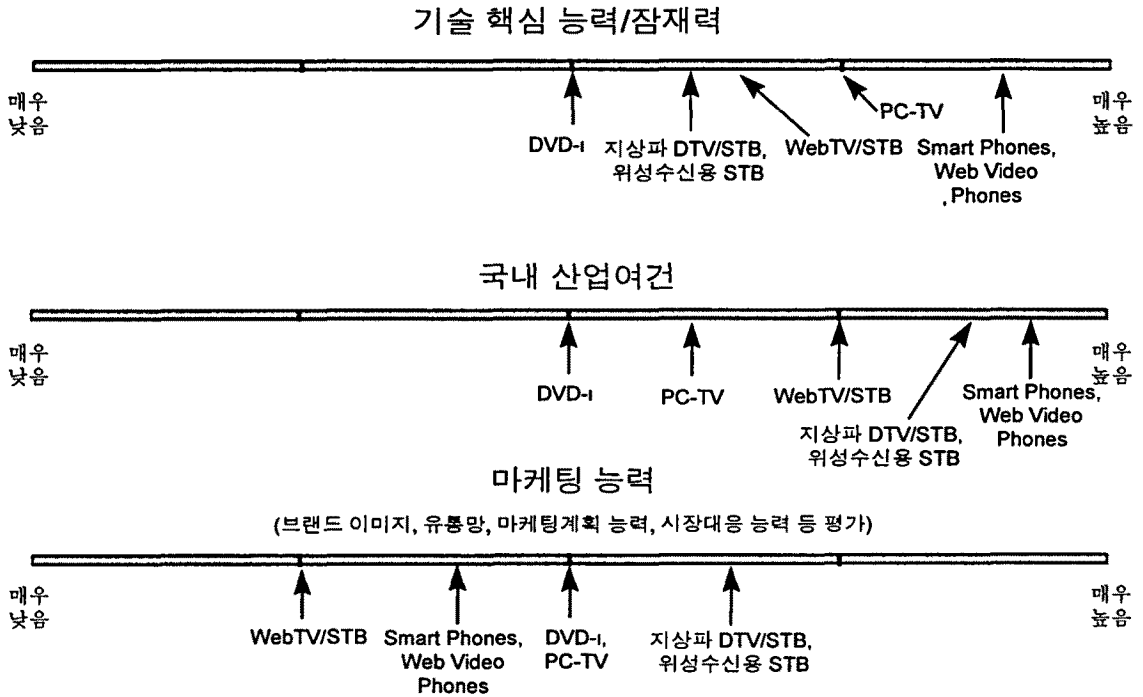 기술 핵심 능력/잠재력
매우
낮음
매우
높음
DVD-ı
지상파 DTV/STB,
위성수신용 STB
WebTV/STB
PC-TV
Smart Phones,
Web Video
Phones
국내 산업여건
매우
낮음
매우
높음
DVD-ı
PC-TV
WebTV/STB
지상파 DTV/STB,
위성수신용 STB
Smart Phones,
Web Video
Phones
마케팅 능력
(브랜드 이미지, 유통망, 마케팅계획 능력, 시장대응 능력 등 평가)
매우
낮음
매우
높음
WebTV/STB
Smart Phones,
Web Video
Phones
DVD-ı,
PC-TV
지상파 DTV/STB,
위성수신용 STB